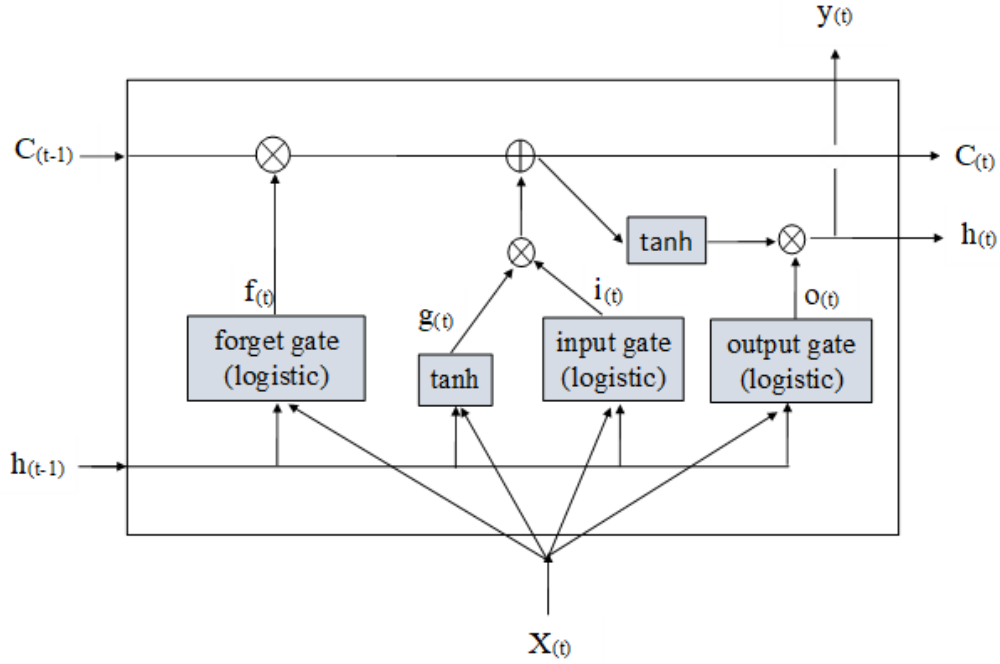 y(t)
C(t-1)
C(t)
tanh
h(t)
f(t)
i(t)
o(t)
g(t)
forget gate
(logistic)
tanh
input gate
(logistic)
output gate
(logistic)
h(t-1)
X(t)